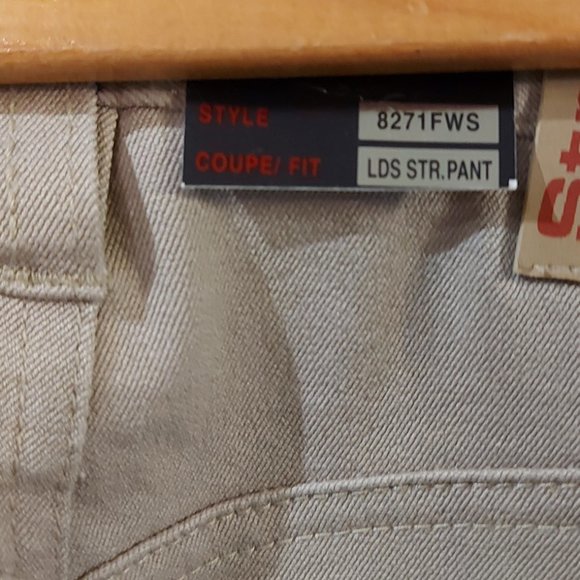 STYLE 8271FWS
COUPE/ FIT LDS STR.PANT